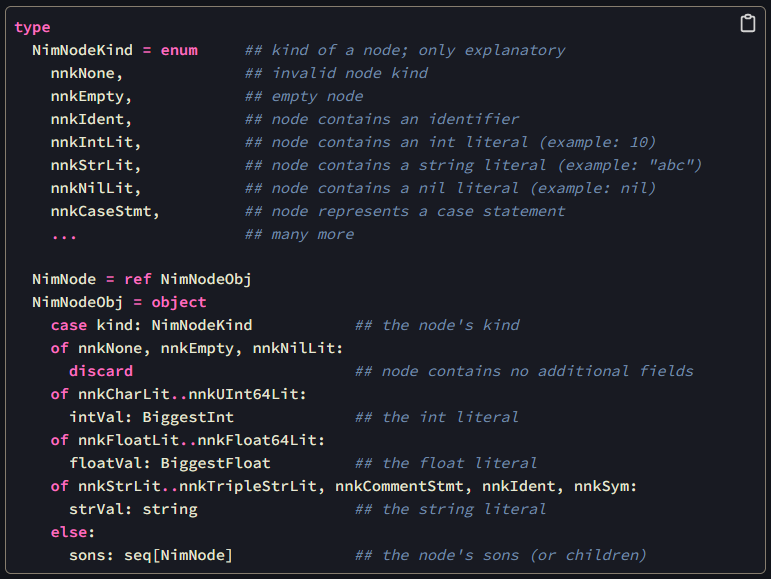 type
  NimNodeKind = enum     ## kind of a node; only explanatory
    nnkNone,             ## invalid node kind
    nnkEmpty,            ## empty node
    nnkIdent,            ## node contains an identifier
    nnkIntLit,           ## node contains an int literal (example: 10)
    nnkStrLit,           ## node contains a string literal (example: "abc")
    nnkNilLit,           ## node contains a nil literal (example: nil)
    nnkCaseStmt,         ## node represents a case statement
    ...                  ## many more

  NimNode = ref NimNodeObj
  NimNodeObj = object
    case kind: NimNodeKind           ## the node's kind
    of nnkNone, nnkEmpty, nnkNilLit:
      discard                        ## node contains no additional fields
    of nnkCharLit..nnkUInt64Lit:
      intVal: BiggestInt             ## the int literal
    of nnkFloatLit..nnkFloat64Lit:
      floatVal: BiggestFloat         ## the float literal
    of nnkStrLit..nnkTripleStrLit, nnkCommentStmt, nnkIdent, nnkSym:
      strVal: string                 ## the string literal
    else:
      sons: seq[NimNode]             ## the node's sons (or children)